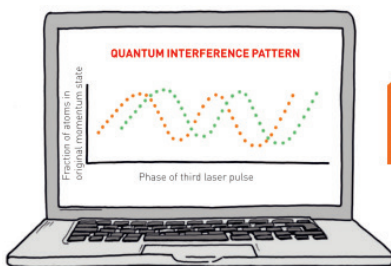 QUANTUM INTERFERENCE PATTERN
Fraction of atoms in
original momentum state
Phase of third laser pulse